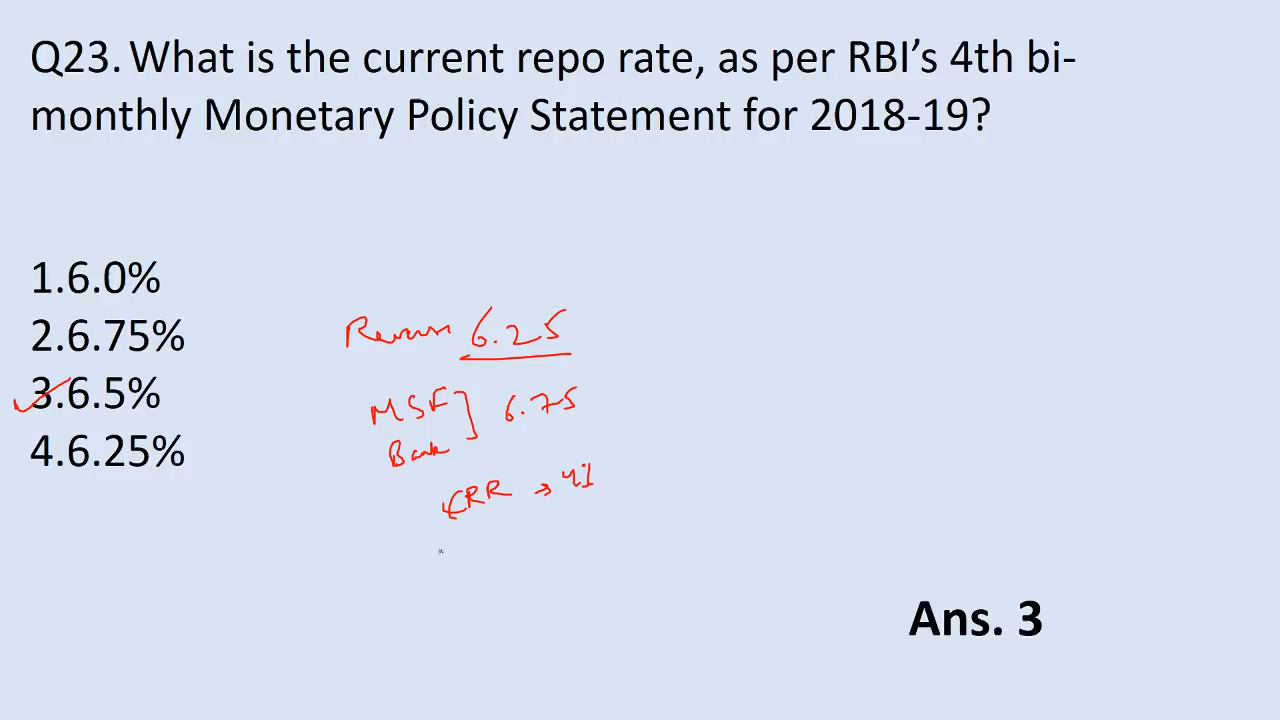 Q23. What is the current repo rate, as per RBI’s 4th bi-
monthly Monetary Policy Statement for 2018-19?
1.6.0%
2.6.75%
3.6.5%
4.6.25%
Reverse 6.25
MSF ] 6.75
Bank
CRR → 4%
Ans. 3